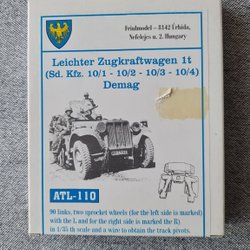 Friulmodel - 8142 Úrhida,
Nefelejcs u. 2. Hungary
Leichter Zugkraftwagen 1t
(Sd. Kfz. 10/1 - 10/2 - 10/3 - 10/4)
Demag
ATL-110
90 links, two sprocket wheels (for the left side is marked
with the L and for the right side is marked the R)
in 1/35 th scale and a wire to obtain the track pivots.